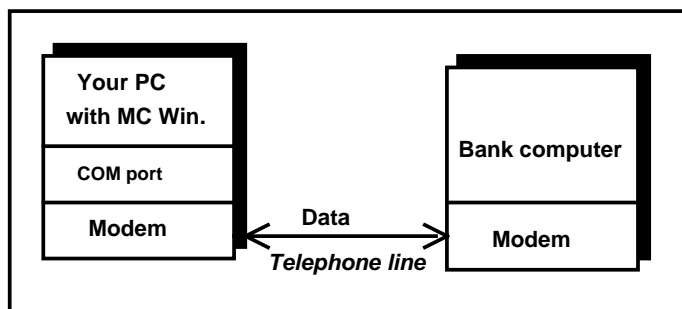 Your PC
with MC Win.
COM port
Modem
Data
Telephone line
Bank computer
Modem